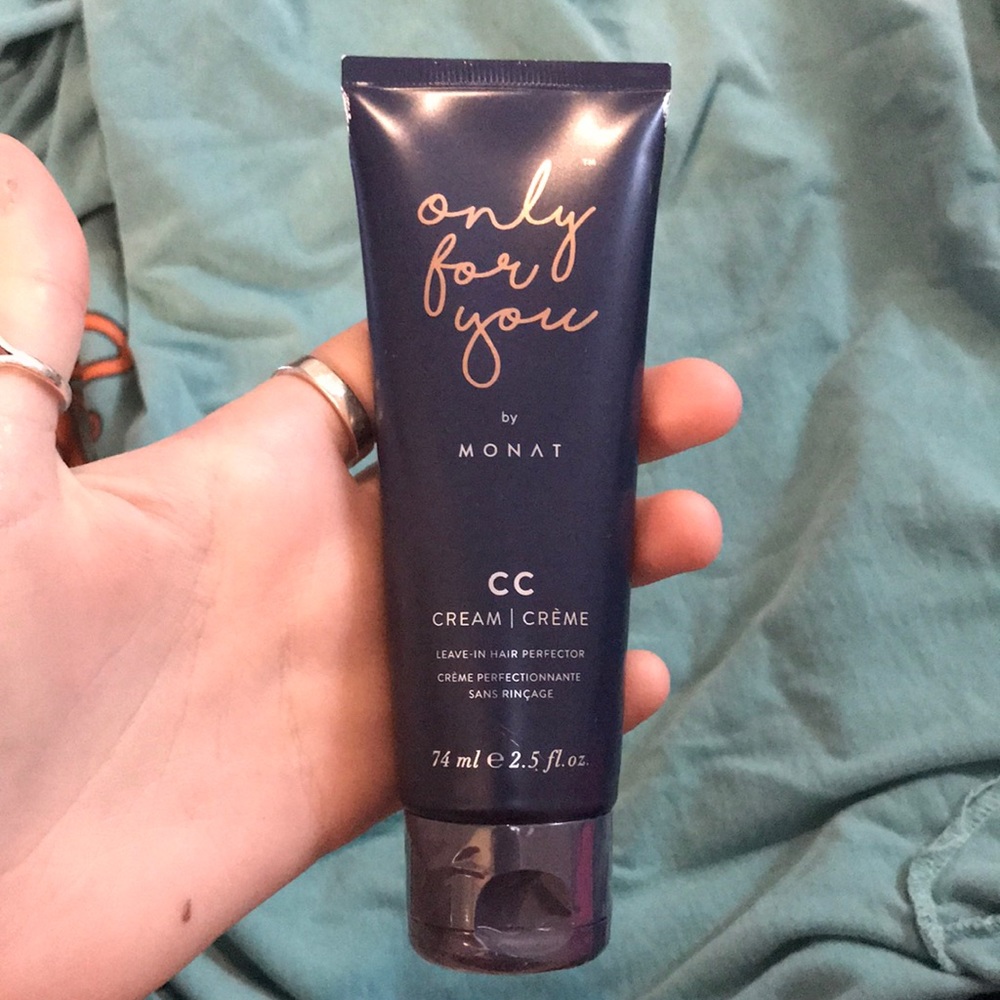 only
for
you
™
by
MONAT
CC
CREAM | CRÈME
LEAVE-IN HAIR PERFECTOR
CRÈME PERFECTIONNANTE
SANS RINÇAGE
74 ml ℮ 2.5 fl.oz.